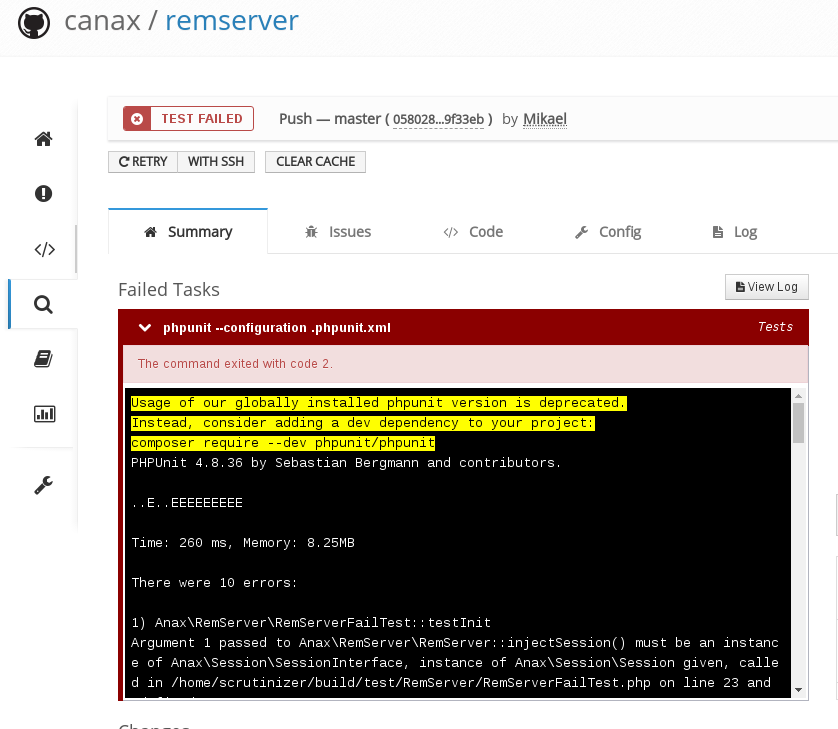 canax / remserver
TEST FAILED
Push — master ( 058028...9f33eb ) by Mikael
RETRY WITH SSH CLEAR CACHE
Summary Issues Code Config Log
Failed Tasks
View Log
phpunit --configuration .phpunit.xml
Tests
The command exited with code 2.
Usage of our globally installed phpunit version is deprecated.
Instead, consider adding a dev dependency to your project:
composer require --dev phpunit/phpunit
PHPUnit 4.8.36 by Sebastian Bergmann and contributors.
..E..EEEEEEEEE
Time: 260 ms, Memory: 8.25MB
There were 10 errors:
1) Anax\RemServer\RemServerFailTest::testInit
Argument 1 passed to Anax\RemServer\RemServer::injectSession() must be an instanc
e of Anax\Session\SessionInterface, instance of Anax\Session\Session given, calle
d in /home/scrutinizer/build/test/RemServer/RemServerFailTest.php on line 23 and